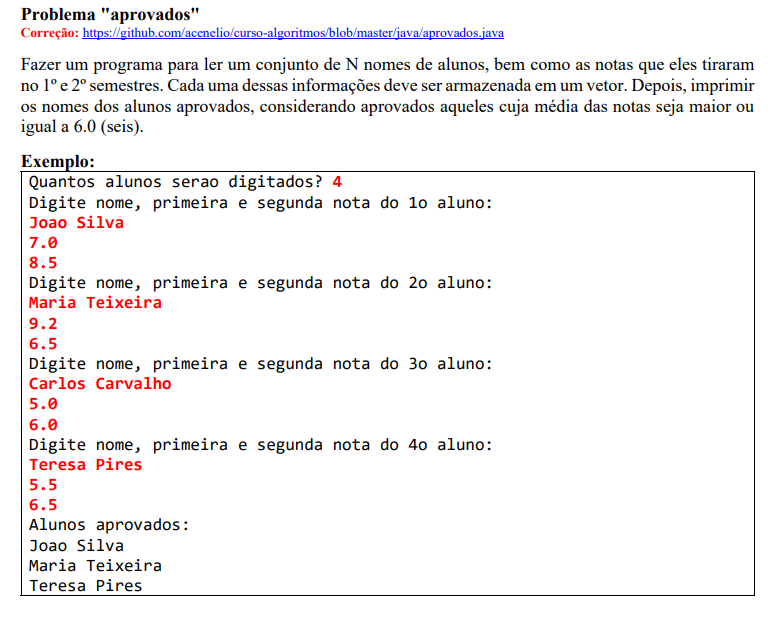 Problema "aprovados"
Correção: https://github.com/acenelio/curso-algoritmos/blob/master/java/aprovados.java
Fazer um programa para ler um conjunto de N nomes de alunos, bem como as notas que eles tiraram
no 1º e 2º semestres. Cada uma dessas informações deve ser armazenada em um vetor. Depois, imprimir
os nomes dos alunos aprovados, considerando aprovados aqueles cuja média das notas seja maior ou
igual a 6.0 (seis).
Exemplo:
Quantos alunos serao digitados? 4
Digite nome, primeira e segunda nota do 1o aluno:
Joao Silva
7.0
8.5
Digite nome, primeira e segunda nota do 2o aluno:
Maria Teixeira
9.2
6.5
Digite nome, primeira e segunda nota do 3o aluno:
Carlos Carvalho
5.0
6.0
Digite nome, primeira e segunda nota do 4o aluno:
Teresa Pires
5.5
6.5
Alunos aprovados:
Joao Silva
Maria Teixeira
Teresa Pires